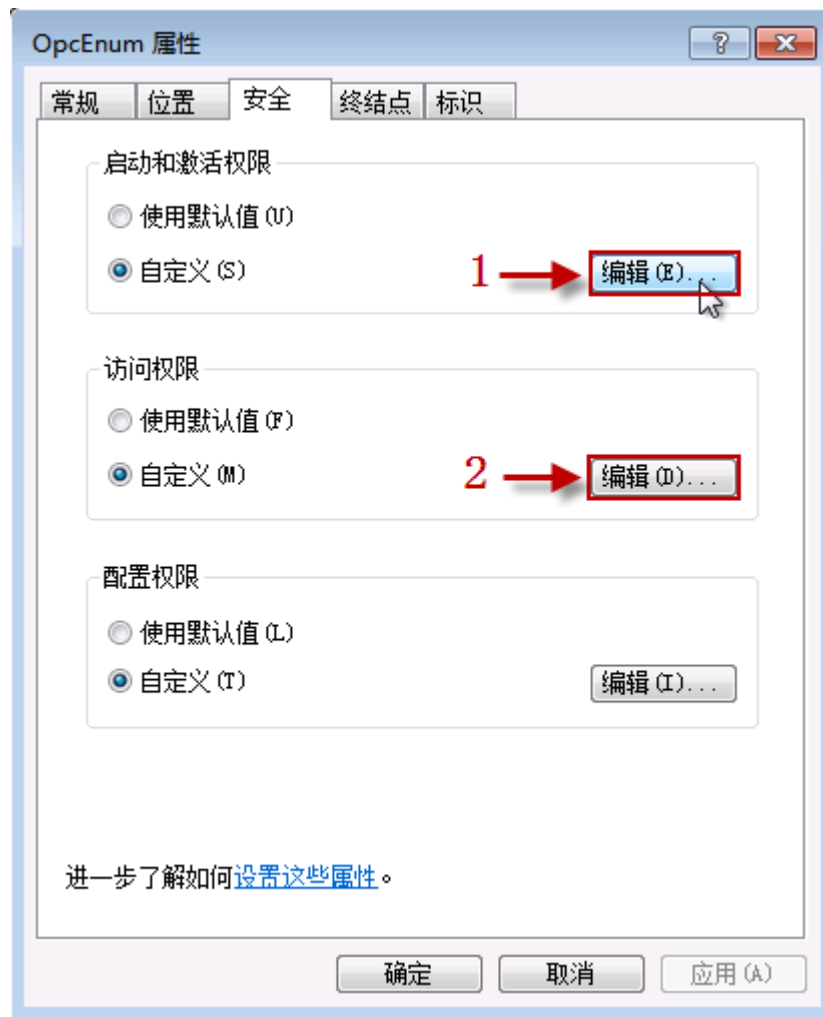 OpcEnum 属性
常规 位置 安全 终结点 标识
启动和激活权限
使用默认值(U)
自定义(S) 1 编辑(E)...
访问权限
使用默认值(F)
自定义(M) 2 编辑(D)...
配置权限
使用默认值(L)
自定义(T) 编辑(I)...
进一步了解如何设置这些属性。
确定 取消 应用(A)